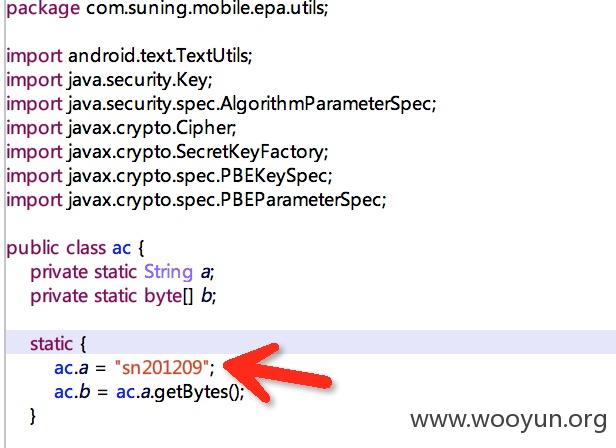 package com.suning.mobile.epa.utils;
import android.text.TextUtils;
import java.security.Key;
import java.security.spec.AlgorithmParameterSpec;
import javax.crypto.Cipher;
import javax.crypto.SecretKeyFactory;
import javax.crypto.spec.PBEKeySpec;
import javax.crypto.spec.PBEParameterSpec;
public class ac {
private static String a;
private static byte[] b;
static {
ac.a = "sn201209";
ac.b = ac.a.getBytes();
}
www.wooyun.org